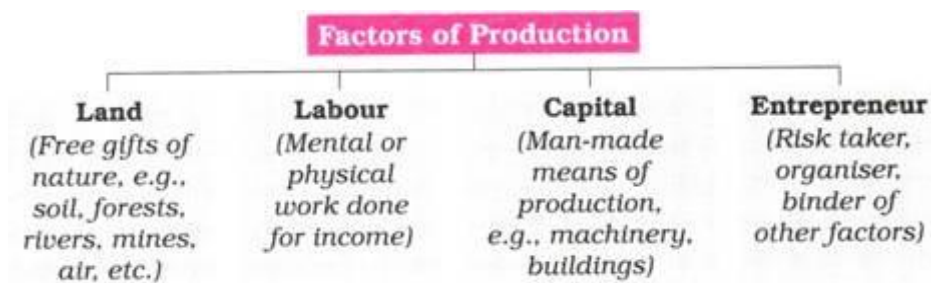 Factors of Production
Land
(Free gifts of
nature, e.g.,
soil, forests,
rivers, mines,
air, etc.)
Labour
(Mental or
physical
work done
for income)
Capital
(Man-made
means of
production,
e.g., machinery,
buildings)
Entrepreneur
(Risk taker,
organiser,
binder of
other factors)